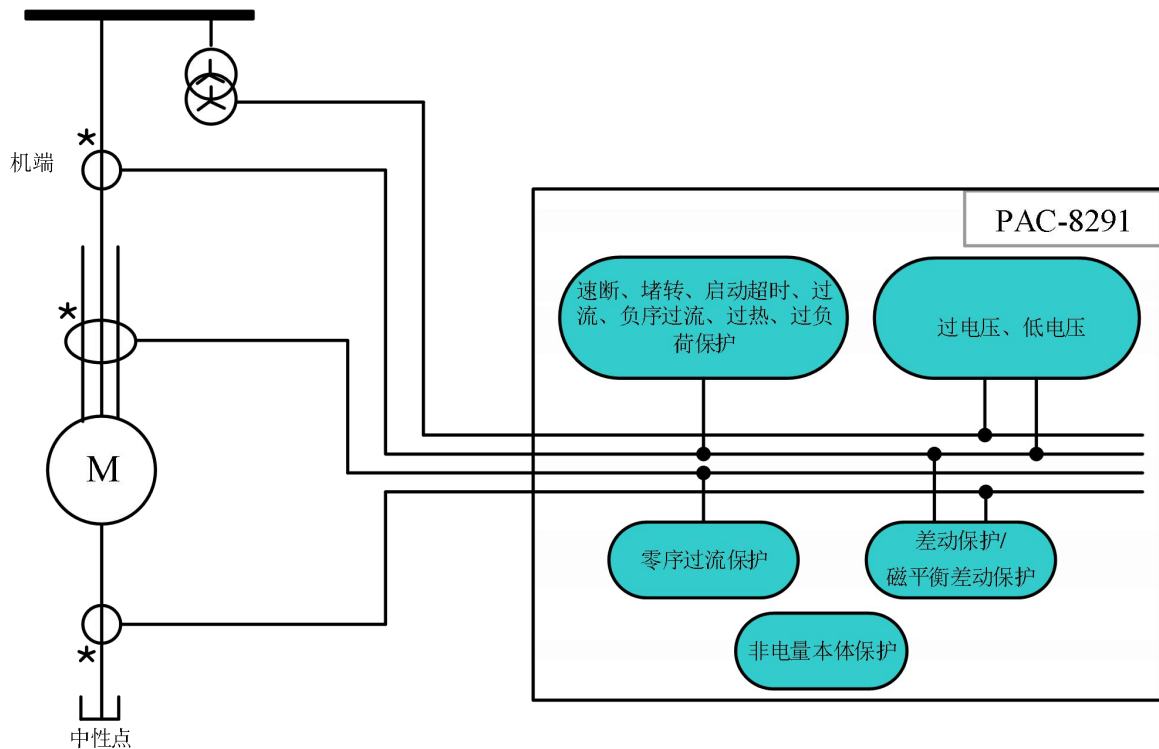 机端
PAC-8291
速断、堵转、启动超时、过
流、负序过流、过热、过负
荷保护
过电压、低电压
M
零序过流保护
差动保护/
磁平衡差动保护
非电量本体保护
中性点